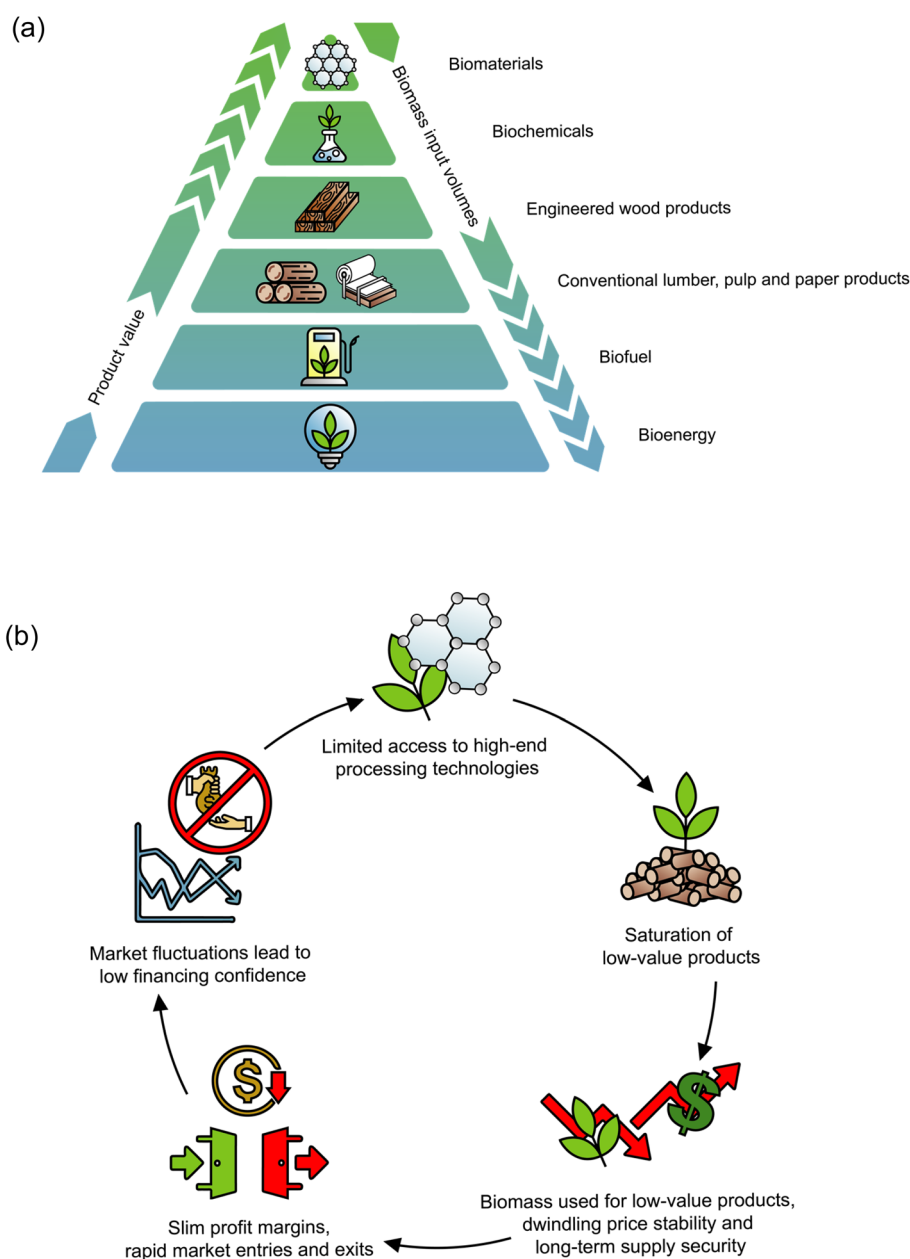 (a)
Biomaterials
Biomass input volumes
Biochemicals
Engineered wood products
Conventional lumber, pulp and paper products
Product value
Biofuel
Bioenergy
(b)
Limited access to high-end
processing technologies
Saturation of
low-value products
Biomass used for low-value products,
dwindling price stability and
long-term supply security
Slim profit margins,
rapid market entries and exits
Market fluctuations lead to
low financing confidence
$
$